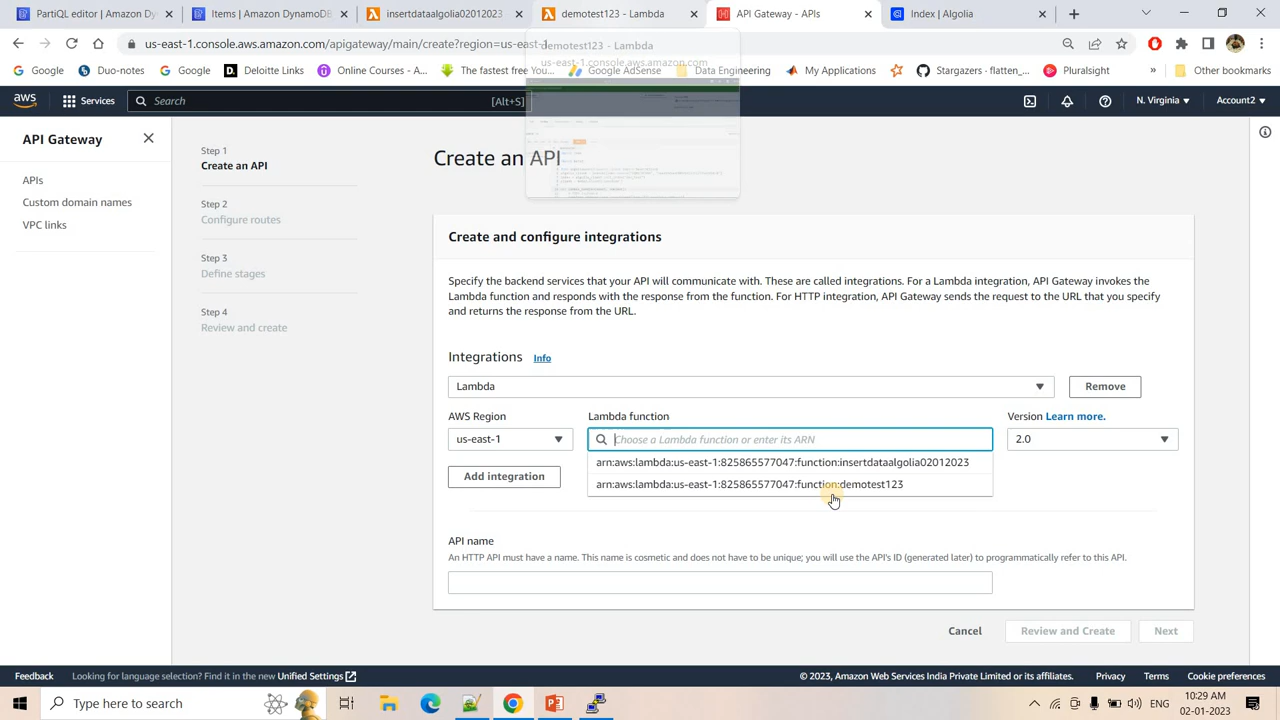 PartiQL editor | Amazon Dy
Items | Amazon DynamoDB
insertdataalgolia02012023
demotest123 - Lambda
API Gateway - APIs
Index | Algolia
us-east-1.console.aws.amazon.com/apigateway/main/create?region=us-east-1
demotest123 - Lambda
us-east-1.console.aws.amazon.com
Google
Duo-notes
Google
Deloitte Links
Online Courses - A...
The fastest free You...
Google AdSense
Data Engineering
My Applications
Stargazers - flatten_...
Pluralsight
»
Other bookmarks
aws
Services
Search
[Alt+S]
N. Virginia
Account2
API Gateway
APIs
Custom domain names
VPC links
Step 1
Create an API
Step 2
Configure routes
Step 3
Define stages
Step 4
Review and create
Create an API
Create and configure integrations
Specify the backend services that your API will communicate with. These are called integrations. For a Lambda integration, API Gateway invokes the
Lambda function and responds with the response from the function. For HTTP integration, API Gateway sends the request to the URL that you specify
and returns the response from the URL.
Integrations Info
Lambda
Remove
AWS Region
Lambda function
Version Learn more.
us-east-1
Choose a Lambda function or enter its ARN
2.0
arn:aws:lambda:us-east-1:825865577047:function:insertdataalgolia02012023
arn:aws:lambda:us-east-1:825865577047:function:demotest123
Add integration
API name
An HTTP API must have a name. This name is cosmetic and does not have to be unique; you will use the API's ID (generated later) to programmatically refer to this API.
Cancel
Review and Create
Next
Feedback
Looking for language selection? Find it in the new Unified Settings
© 2023, Amazon Web Services India Private Limited or its affiliates.
Privacy
Terms
Cookie preferences
Type here to search
ENG
10:29 AM
02-01-2023